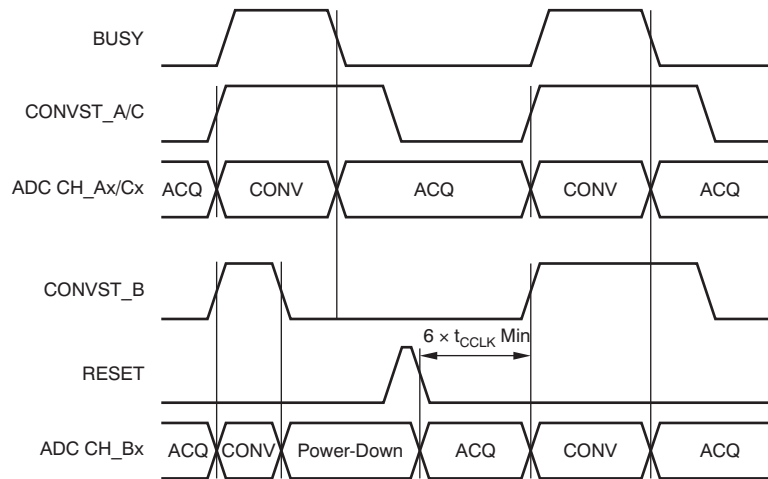 BUSY
CONVST_A/C
ADC CH_Ax/Cx ACQ CONV ACQ CONV ACQ
CONVST_B
6 × tCCLK Min
RESET
ADC CH_Bx ACQ CONV Power-Down ACQ CONV ACQ